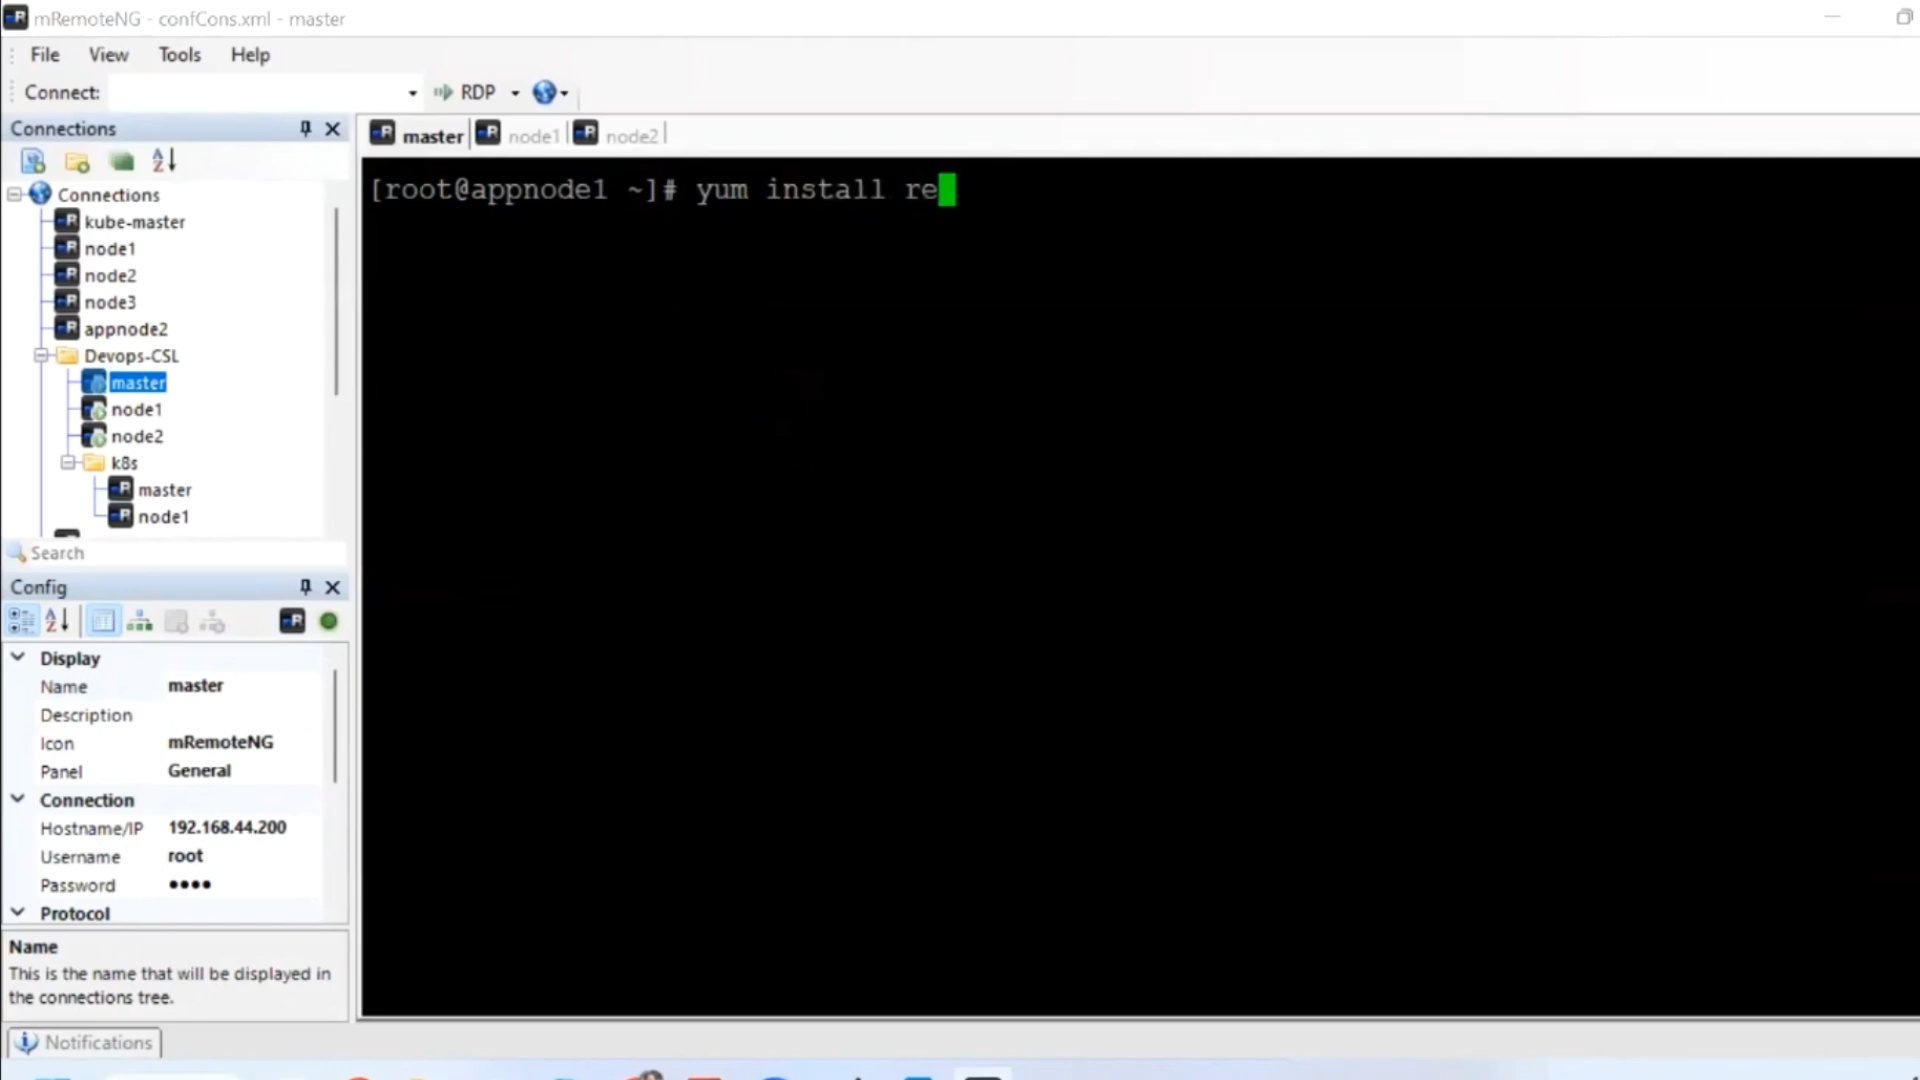 mRemoteNG - confCons.xml - master
File View Tools Help
Connect: RDP
Connections
master node1 node2
[root@appnode1 ~]# yum install re
Connections
kube-master
node1
node2
node3
appnode2
Devops-CSL
master
node1
node2
k8s
master
node1
Search
Config
Display
Name master
Description
Icon mRemoteNG
Panel General
Connection
Hostname/IP 192.168.44.200
Username root
Password ••••
Protocol
Name
This is the name that will be displayed in
the connections tree.
Notifications